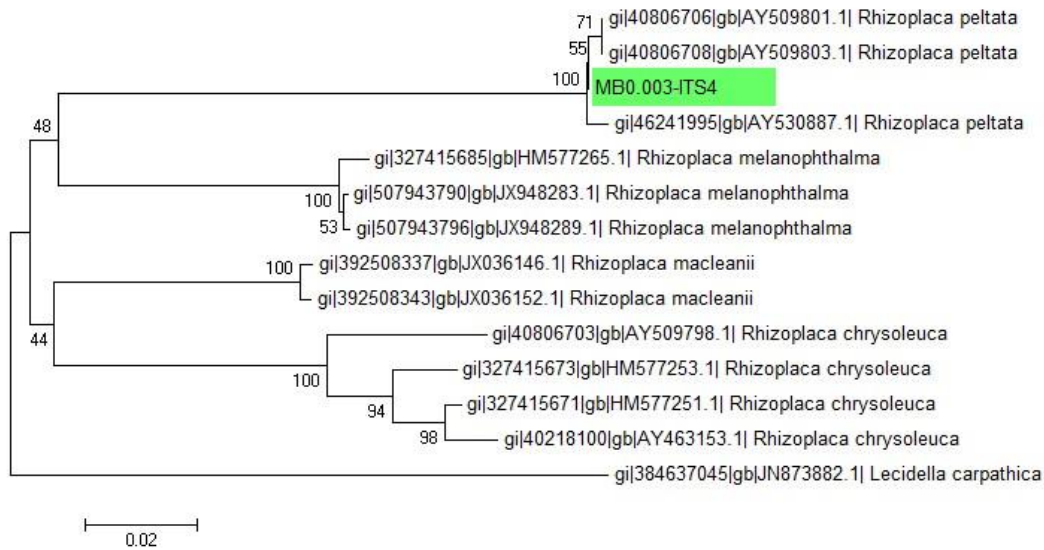 gi|40806706|gb|AY509801.1| Rhizoplaca peltata
71
gi|40806708|gb|AY509803.1| Rhizoplaca peltata
55
100
MB0.003-ITS4
gi|46241995|gb|AY530887.1| Rhizoplaca peltata
48
gi|327415685|gb|HM577265.1| Rhizoplaca melanophthalma
gi|507943790|gb|JX948283.1| Rhizoplaca melanophthalma
100
gi|507943796|gb|JX948289.1| Rhizoplaca melanophthalma
53
gi|392508337|gb|JX036146.1| Rhizoplaca macleanii
100
gi|392508343|gb|JX036152.1| Rhizoplaca macleanii
44
gi|40806703|gb|AY509798.1| Rhizoplaca chrysoleuca
100
gi|327415673|gb|HM577253.1| Rhizoplaca chrysoleuca
94
gi|327415671|gb|HM577251.1| Rhizoplaca chrysoleuca
98
gi|40218100|gb|AY463153.1| Rhizoplaca chrysoleuca
gi|384637045|gb|JN873882.1| Lecidella carpathica
0.02